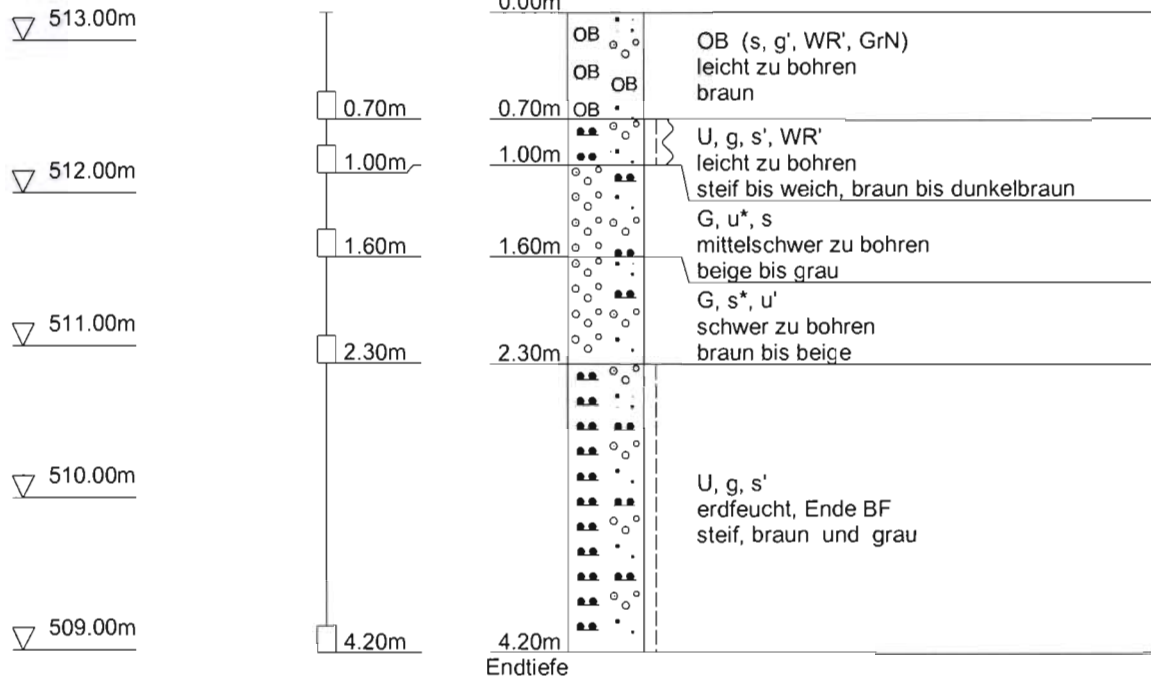 0.00m
513.00m
OB
OB (s, g', WR', GrN)
leicht zu bohren
braun
OB
OB
OB
0.70m
0.70m
U, g, s', WR'
leicht zu bohren
steif bis weich, braun bis dunkelbraun
1.00m
1.00m
512.00m
G, u*, s
mittelschwer zu bohren
beige bis grau
1.60m
1.60m
G, s*, u'
schwer zu bohren
braun bis beige
511.00m
2.30m
2.30m
510.00m
U, g, s'
erdfeucht, Ende BF
steif, braun und grau
509.00m
4.20m
4.20m
Endtiefe